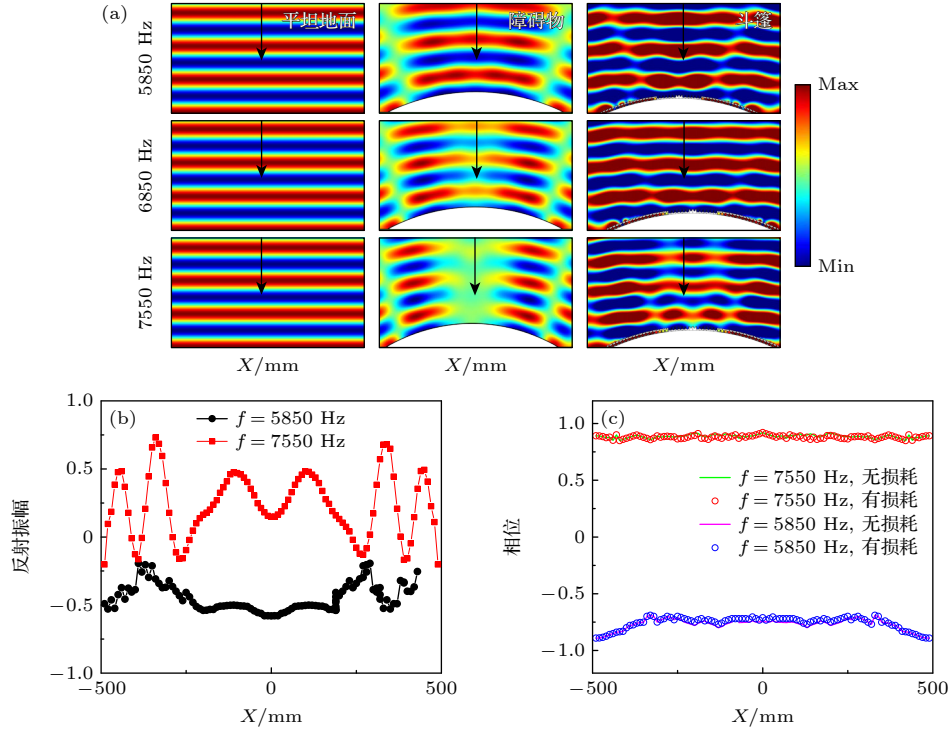 (a)
平坦地面
障碍物
斗篷
5850 Hz
6850 Hz
7550 Hz
Max
Min
X/mm
X/mm
X/mm
(b)
f = 5850 Hz
f = 7550 Hz
反射振幅
1.0
0.5
0
−0.5
−1.0
−500
0
500
X/mm
(c)
f = 7550 Hz, 无损耗
f = 7550 Hz, 有损耗
f = 5850 Hz, 无损耗
f = 5850 Hz, 有损耗
相位
1.0
0.5
0
−0.5
−1.0
−500
0
500
X/mm